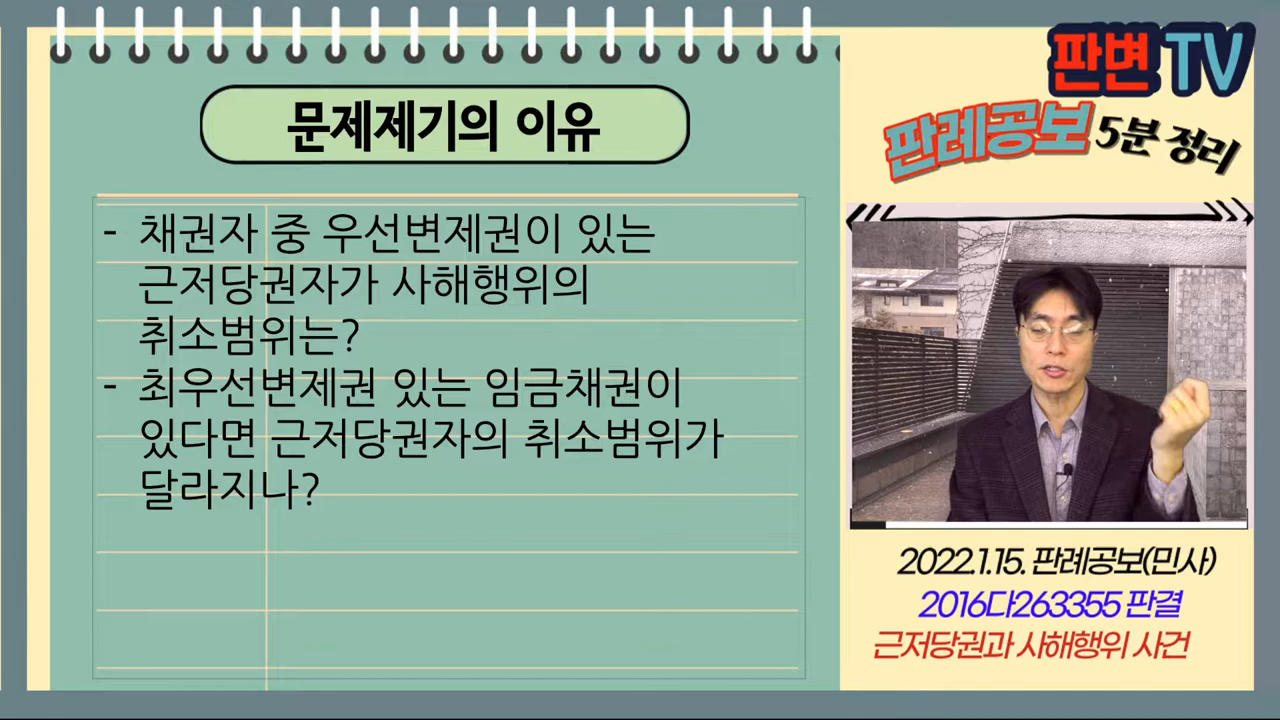 문제제기의 이유
- 채권자 중 우선변제권이 있는
근저당권자가 사해행위의
취소범위는?
- 최우선변제권 있는 임금채권이
있다면 근저당권자의 취소범위가
달라지나?
판변 TV
판례공보 5분 정리
2022.1.15. 판례공보(민사)
2016다263355 판결
근저당권과 사해행위 사건